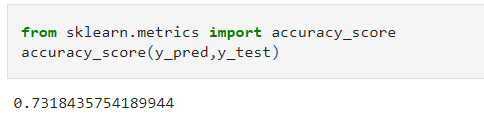 from sklearn.metrics import accuracy_score
accuracy_score(y_pred,y_test)
0.7318435754189944